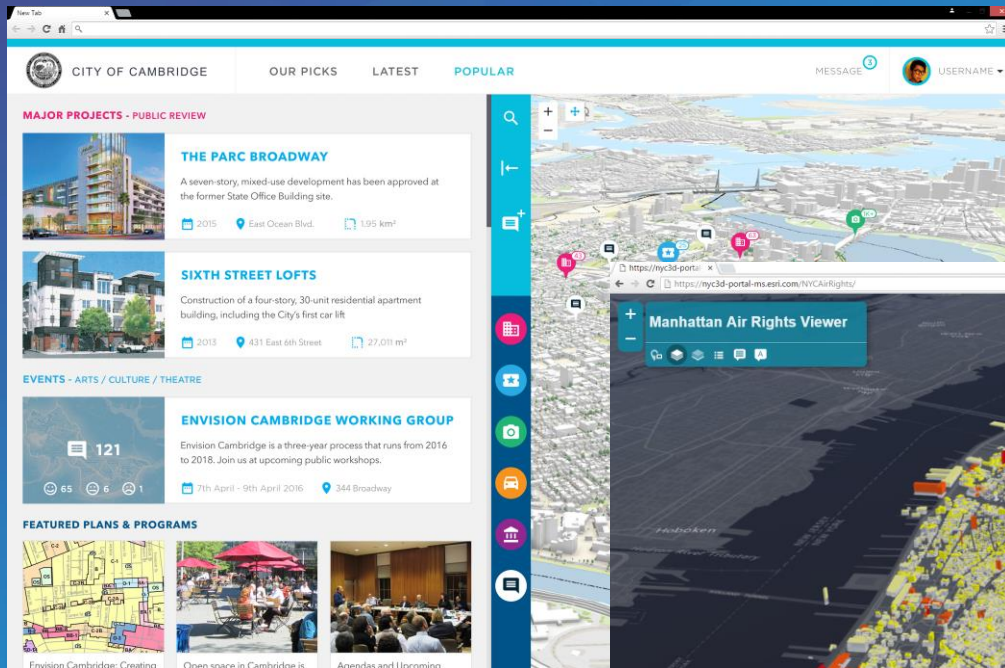 New Tab
CITY OF CAMBRIDGE
OUR PICKS
LATEST
POPULAR
MESSAGE 3
USERNAME
MAJOR PROJECTS - PUBLIC REVIEW
THE PARC BROADWAY
A seven-story, mixed-use development has been approved at
the former State Office Building site.
2015
East Ocean Blvd.
1.95 km²
SIXTH STREET LOFTS
Construction of a four-story, 30-unit residential apartment
building, including the City's first car lift
2013
431 East 6th Street
27,011 m²
EVENTS - ARTS / CULTURE / THEATRE
121
65
6
1
ENVISION CAMBRIDGE WORKING GROUP
Envision Cambridge is a three-year process that runs from 2016
to 2018. Join us at upcoming public workshops.
7th April - 9th April 2016
344 Broadway
FEATURED PLANS & PROGRAMS
Envision Cambridge: Creating
Open space in Cambridge is
Agendas and Upcoming
https://nyc3d-portal
https://nyc3d-portal-ms.esri.com/NYCAirRights/
Manhattan Air Rights Viewer
Hoboken